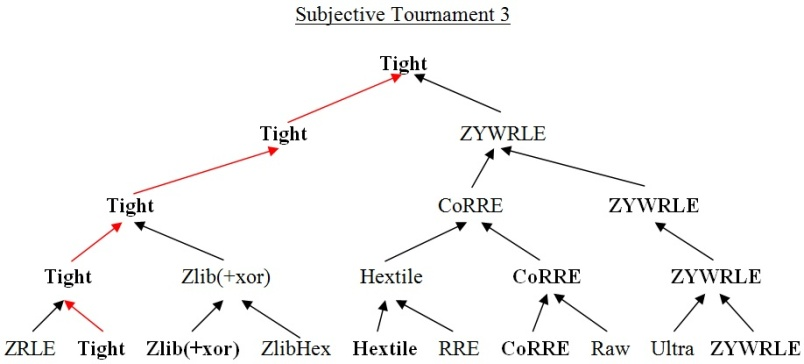 Subjective Tournament 3
Tight
Tight ZYWRLE
Tight CoRRE ZYWRLE
Tight Zlib(+xor) Hextile CoRRE ZYWRLE
ZRLE Tight Zlib(+xor) ZlibHex Hextile RRE CoRRE Raw Ultra ZYWRLE